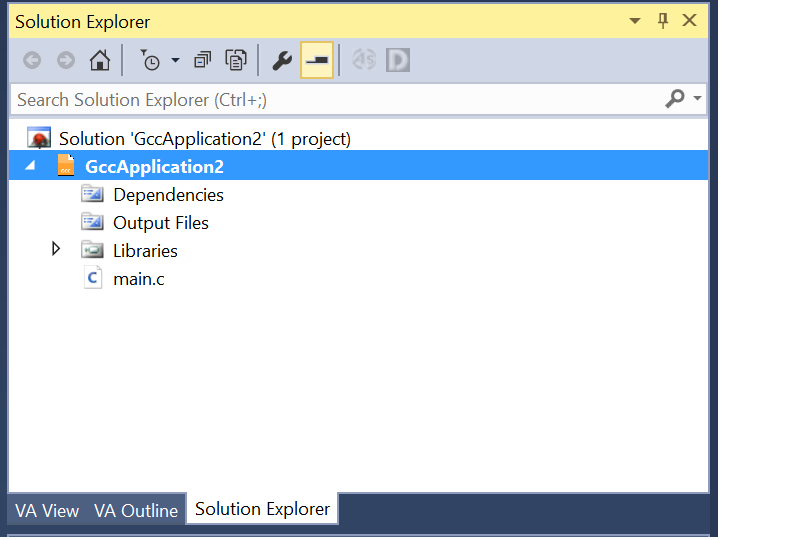 Solution Explorer
Search Solution Explorer (Ctrl+;)
Solution 'GccApplication2' (1 project)
GccApplication2
Dependencies
Output Files
Libraries
C main.c
VA View VA Outline Solution Explorer